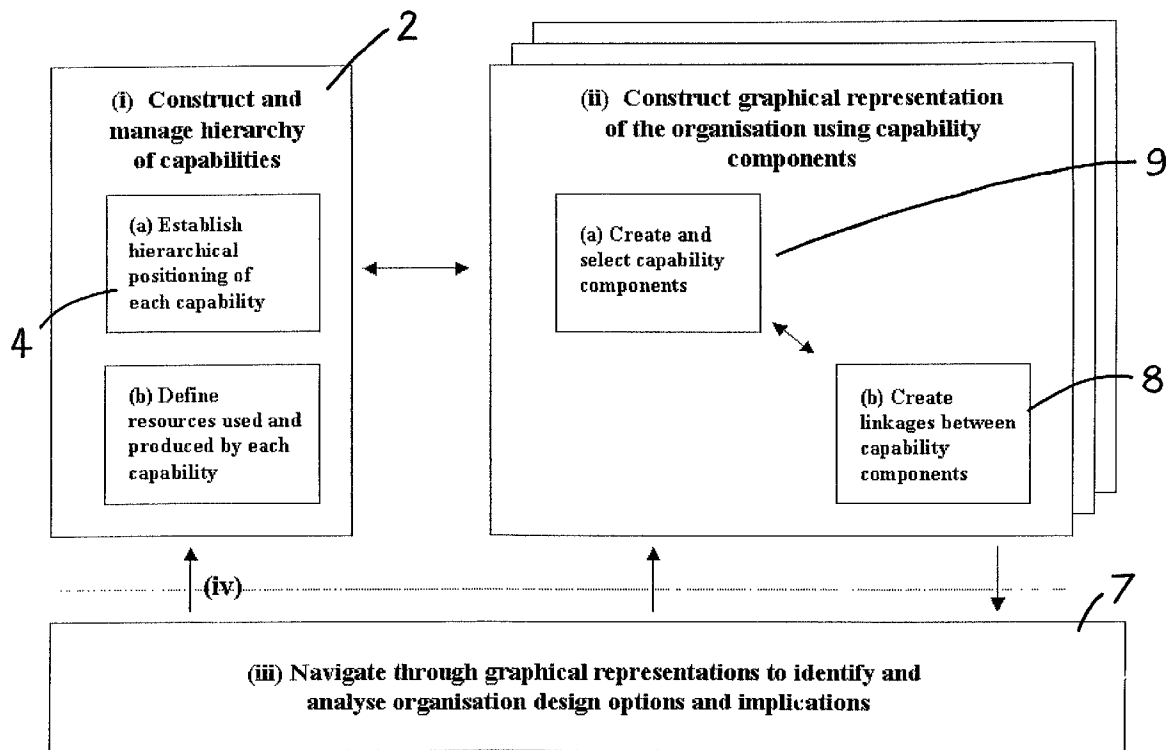 2
(i) Construct and
manage hierarchy
of capabilities
(a) Establish
hierarchical
positioning of
each capability
4
(b) Define
resources used and
produced by each
capability
(ii) Construct graphical representation
of the organisation using capability
components
9
(a) Create and
select capability
components
8
(b) Create
linkages between
capability
components
(iv)
7
(iii) Navigate through graphical representations to identify and
analyse organisation design options and implications